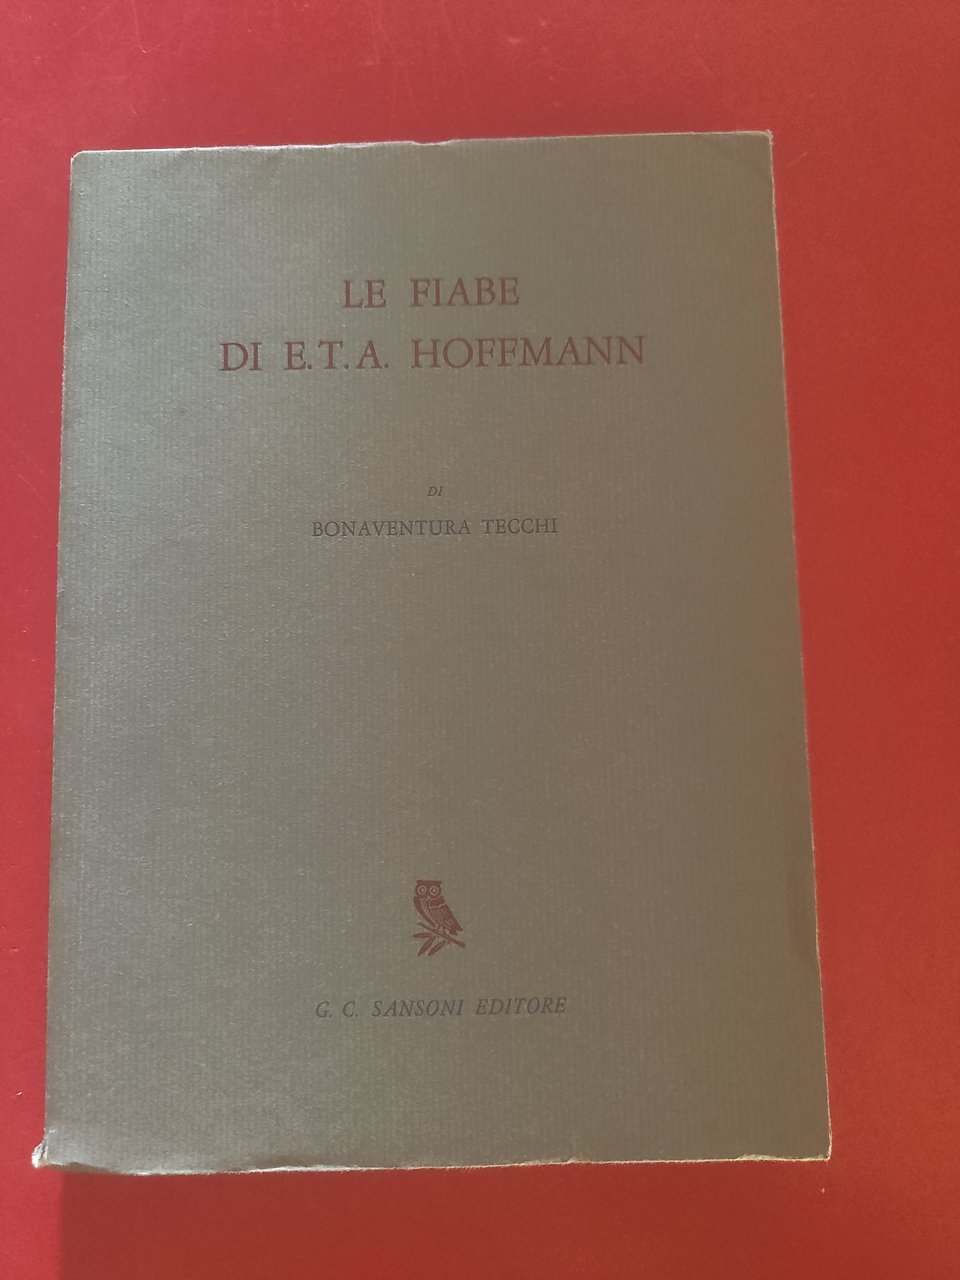 LE FIABE
DI E.T.A. HOFFMANN
DI
BONAVENTURA TECCHI
G. C. SANSONI EDITORE